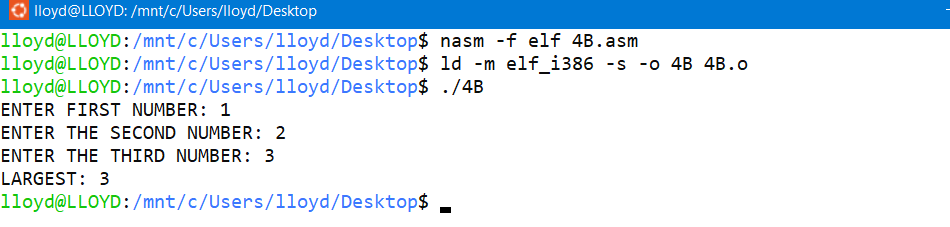 lloyd@LLOYD: /mnt/c/Users/lloyd/Desktop
lloyd@LLOYD:/mnt/c/Users/lloyd/Desktop$ nasm -f elf 4B.asm
lloyd@LLOYD:/mnt/c/Users/lloyd/Desktop$ ld -m elf_i386 -s -o 4B 4B.o
lloyd@LLOYD:/mnt/c/Users/lloyd/Desktop$ ./4B
ENTER FIRST NUMBER: 1
ENTER THE SECOND NUMBER: 2
ENTER THE THIRD NUMBER: 3
LARGEST: 3
lloyd@LLOYD:/mnt/c/Users/lloyd/Desktop$